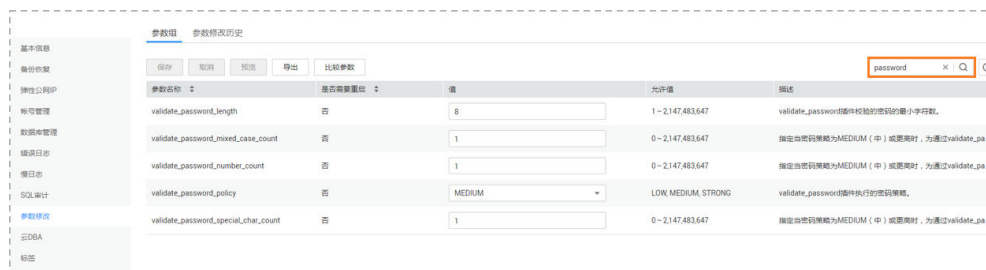 参数组 参数修改历史
基本信息
备份恢复
弹性公网IP
帐号管理
数据库管理
错误日志
慢日志
SQL审计
参数修改
云DBA
标签
保存 取消 预览 导出 比较参数 password
参数名称 是否需要重启 值 允许值 描述
validate_password_length 否 8 1 – 2,147,483,647 validate_password插件校验的密码的最小字符数。
validate_password_mixed_case_count 否 1 0 – 2,147,483,647 指定当密码策略为MEDIUM（中）或更高时，为通过validate_pa
validate_password_number_count 否 1 0 – 2,147,483,647 指定当密码策略为MEDIUM（中）或更高时，为通过validate_pa
validate_password_policy 否 MEDIUM LOW, MEDIUM, STRONG validate_password插件执行的密码策略。
validate_password_special_char_count 否 1 0 – 2,147,483,647 指定当密码策略为MEDIUM（中）或更高时，为通过validate_pa